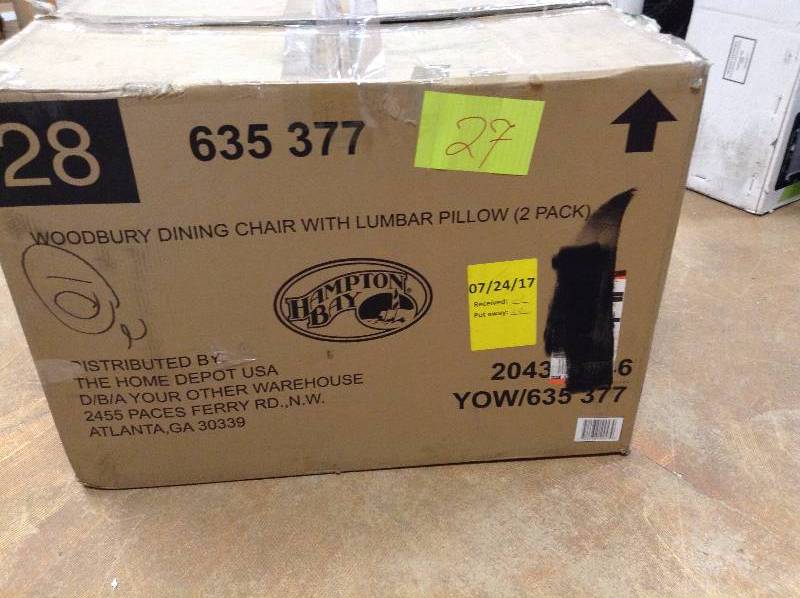 28
635 377
27
WOODBURY DINING CHAIR WITH LUMBAR PILLOW (2 PACK)
HAMPTON
BAY
07/24/17
Received:
Put away:
DISTRIBUTED BY
THE HOME DEPOT USA
D/B/A YOUR OTHER WAREHOUSE
2455 PACES FERRY RD.,N.W.
ATLANTA,GA 30339
2043 6
YOW/635 377